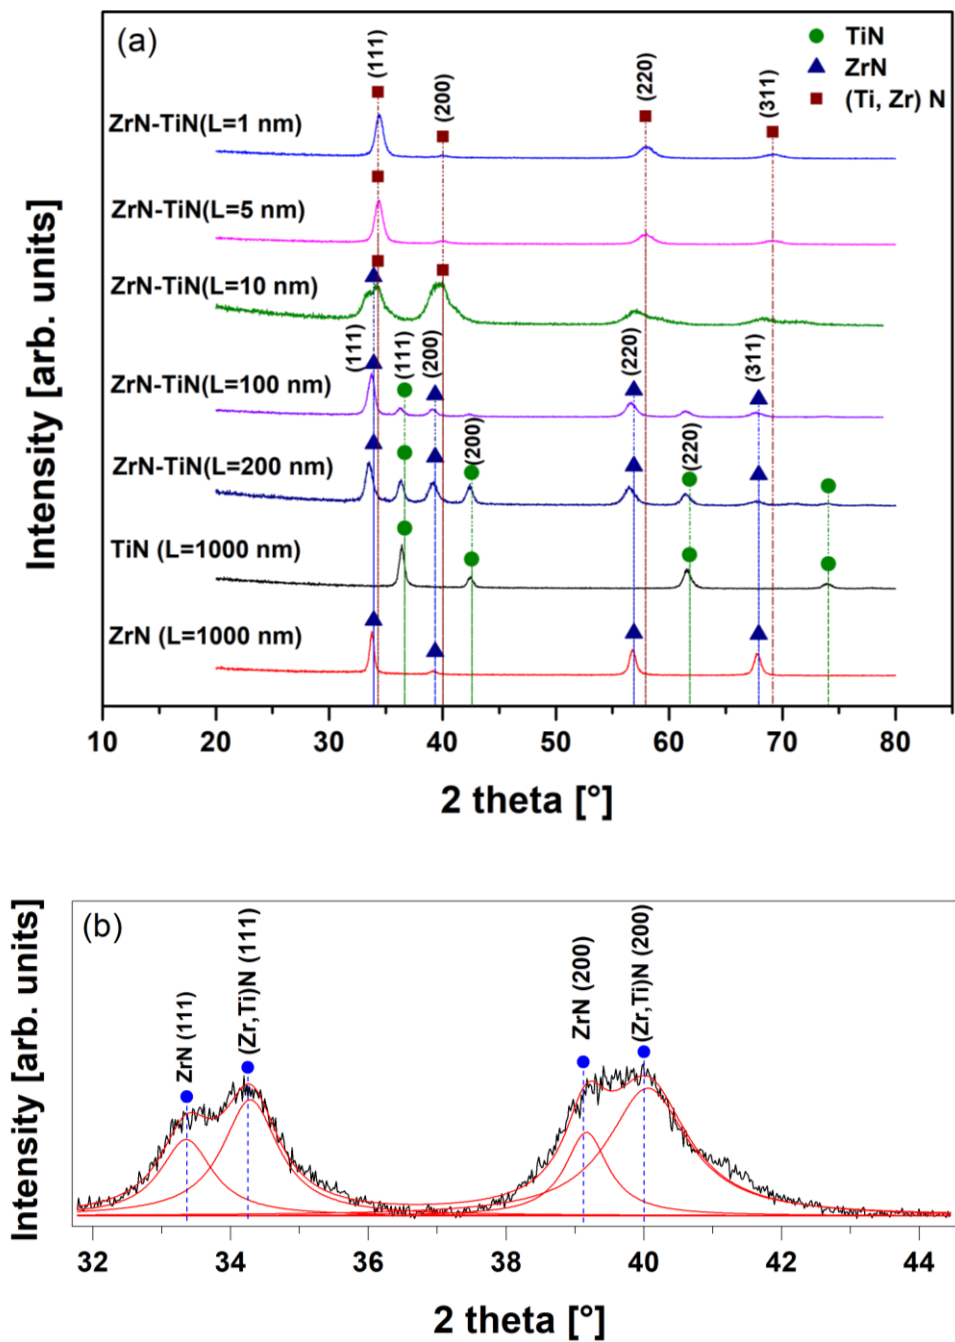 (a)
TiN
ZrN
(Ti, Zr) N
(111)
(200)
(220)
(311)
ZrN-TiN(L=1 nm)
ZrN-TiN(L=5 nm)
ZrN-TiN(L=10 nm)
(111)
(111)
(200)
(220)
(311)
ZrN-TiN(L=100 nm)
(200)
(220)
ZrN-TiN(L=200 nm)
TiN (L=1000 nm)
ZrN (L=1000 nm)
Intensity [arb. units]
10 20 30 40 50 60 70 80
2 theta [°]
(b)
ZrN (111)
(Zr,Ti)N (111)
ZrN (200)
(Zr,Ti)N (200)
Intensity [arb. units]
32 34 36 38 40 42 44
2 theta [°]